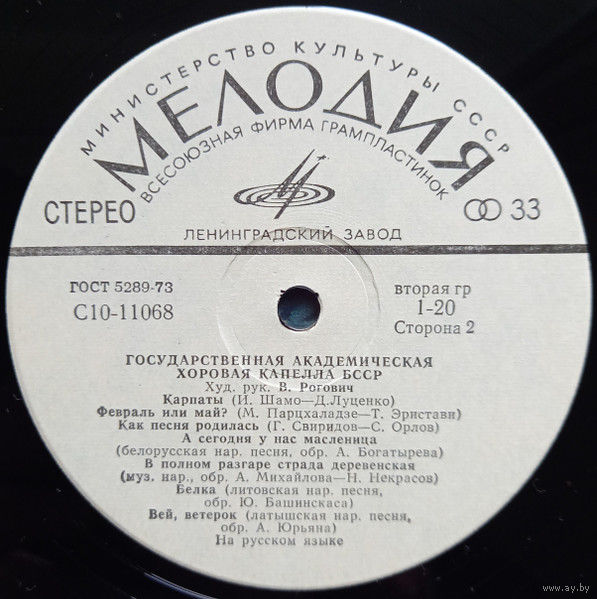 МИНИСТЕРСТВО КУЛЬТУРЫ СССР
МЕЛОДИЯ
ВСЕСОЮЗНАЯ ФИРМА ГРАМПЛАСТИНОК
СТЕРЕО
33
ЛЕНИНГРАДСКИЙ ЗАВОД
ГОСТ 5289-73
С10-11068
вторая гр
1-20
Сторона 2
ГОСУДАРСТВЕННАЯ АКАДЕМИЧЕСКАЯ
ХОРОВАЯ КАПЕЛЛА БССР
Худ. рук. В. Рогович
Карпаты (И. Шамо—Д.Луценко)
Февраль или май? (М. Парцхаладзе—Т. Эристави)
Как песня родилась (Г. Свиридов—С. Орлов)
А сегодня у нас масленица
(белорусская нар. песня, обр. А. Богатырева)
В полном разгаре страда деревенская
(муз. нар., обр. А. Михайлова—Н. Некрасов)
Белка (литовская нар. песня,
обр. Ю. Башинскаса)
Вей, ветерок (латышская нар. песня,
обр. А. Юрьяна)
На русском языке
www.ay.by